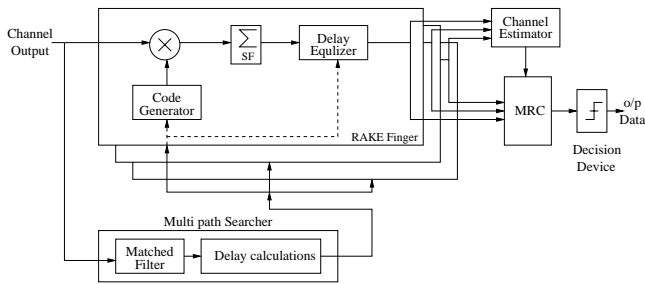 Channel
Output
Σ
SF
Delay
Equlizer
Code
Generator
RAKE Finger
Channel
Estimator
MRC
o/p
Data
Decision
Device
Multi path Searcher
Matched
Filter
Delay calculations